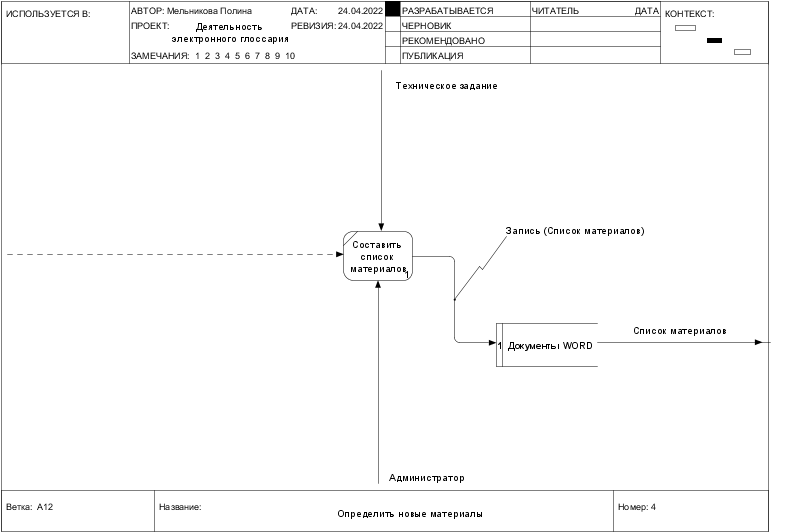 ИСПОЛЬЗУЕТСЯ В:
АВТОР: Мельникова Полина
ДАТА: 24.04.2022
ПРОЕКТ: Деятельность
электронного глоссария
РЕВИЗИЯ: 24.04.2022
ЗАМЕЧАНИЯ: 1 2 3 4 5 6 7 8 9 10
РАЗРАБАТЫВАЕТСЯ
ЧЕРНОВИК
РЕКОМЕНДОВАНО
ПУБЛИКАЦИЯ
ЧИТАТЕЛЬ ДАТА
КОНТЕКСТ:
Техническое задание
Запись (Список материалов)
Составить
список
материалов
1
Список материалов
1 Документы WORD
Администратор
Ветка: A12
Название:
Определить новые материалы
Номер: 4